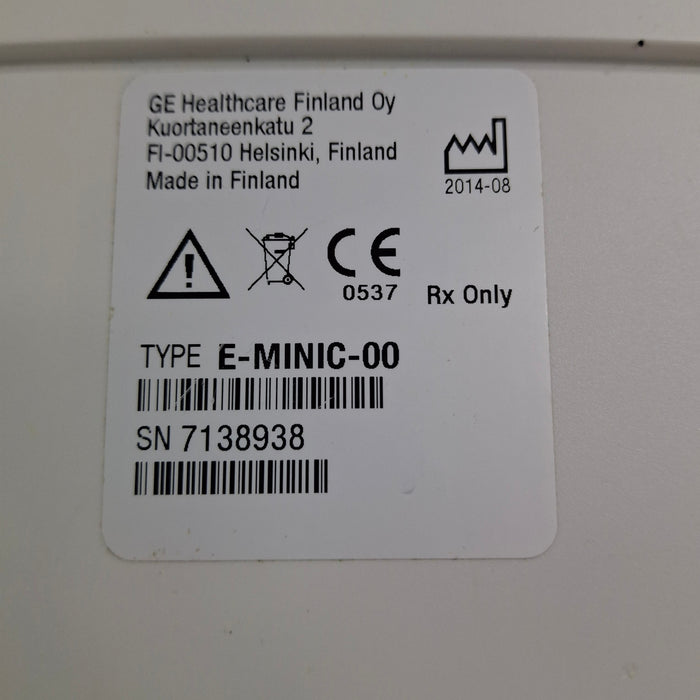 GE Healthcare Finland Oy
Kuortaneenkatu 2
FI-00510 Helsinki, Finland
Made in Finland
2014-08
CE
0537
Rx Only
TYPE E-MINIC-00
SN 7138938